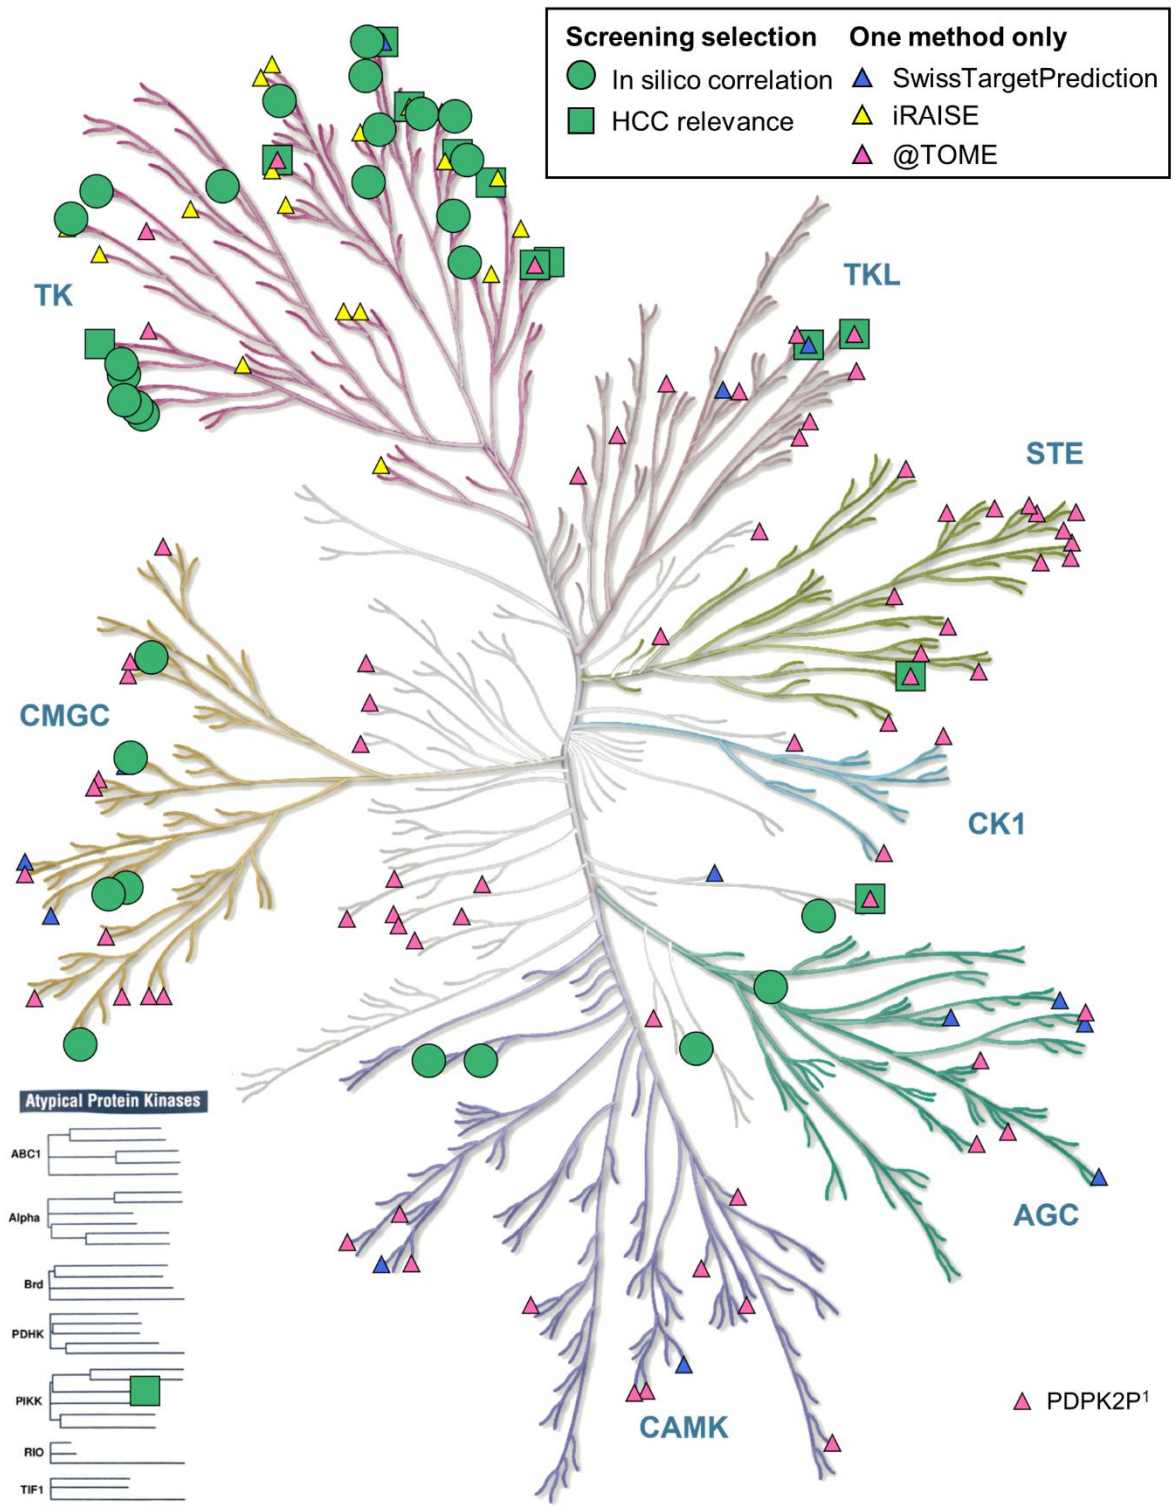 Screening selection
In silico correlation
HCC relevance
One method only
SwissTargetPrediction
iRAISE
@TOME
TK
TKL
STE
CMGC
CK1
AGC
CAMK
Atypical Protein Kinases
ABC1
Alpha
Brd
PDHK
PIKK
RIO
TIF1
PDPK2P¹